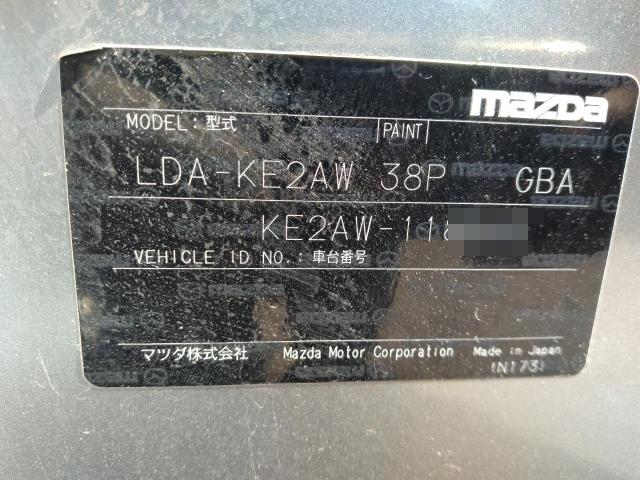 mazda
MODEL：型式 PAINT
LDA-KE2AW 38P GBA
KE2AW-118
VEHICLE ID NO.：車台番号
マツダ株式会社 Mazda Motor Corporation Made in Japan
(N173)